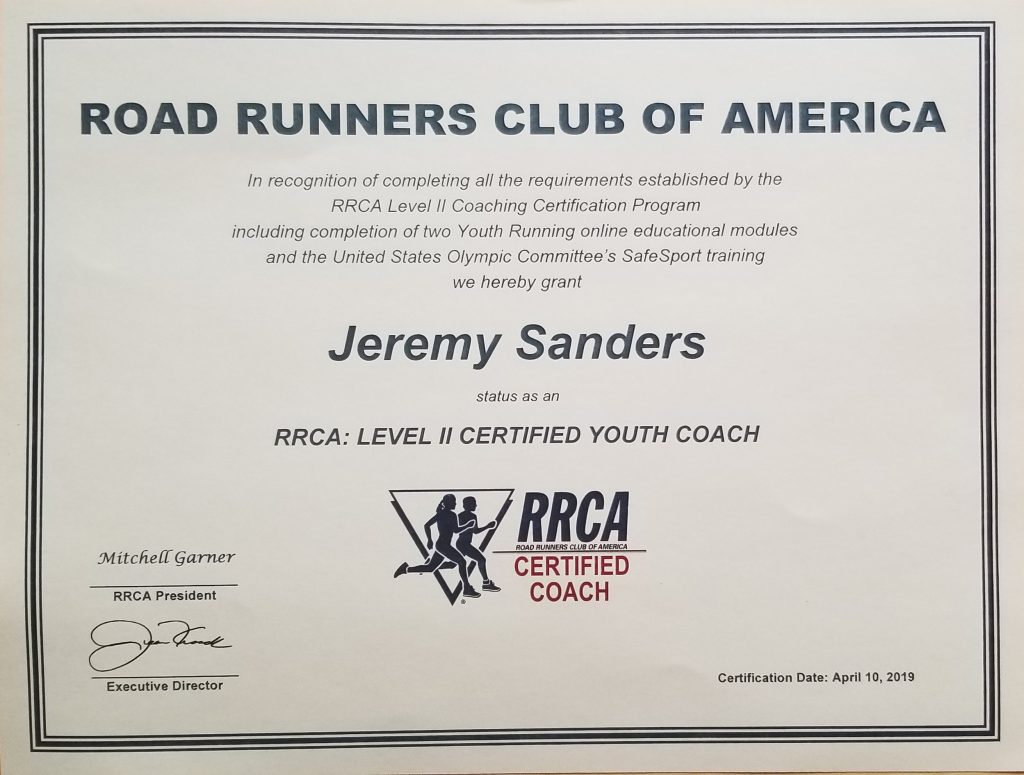 ROAD RUNNERS CLUB OF AMERICA
In recognition of completing all the requirements established by the
RRCA Level II Coaching Certification Program
including completion of two Youth Running online educational modules
and the United States Olympic Committee's SafeSport training
we hereby grant
Jeremy Sanders
status as an
RRCA: LEVEL II CERTIFIED YOUTH COACH
RRCA
ROAD RUNNERS CLUB OF AMERICA
CERTIFIED
COACH
®
Mitchell Garner
RRCA President
Executive Director
Certification Date: April 10, 2019